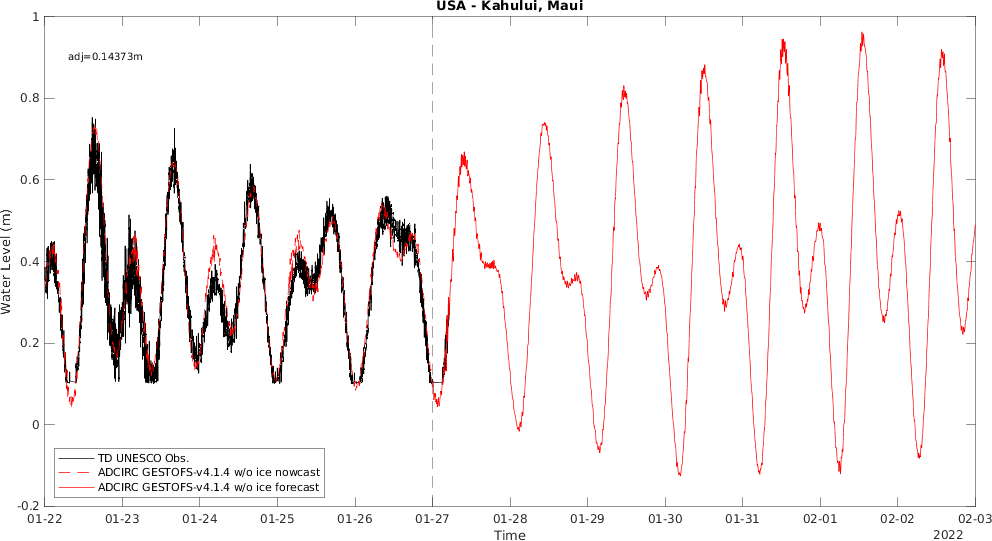 USA - Kahului, Maui
adj=0.14373m
Water Level (m)
1
0.8
0.6
0.4
0.2
0
-0.2
TD UNESCO Obs.
ADCIRC GESTOFS-v4.1.4 w/o ice nowcast
ADCIRC GESTOFS-v4.1.4 w/o ice forecast
01-22 01-23 01-24 01-25 01-26 01-27 01-28 01-29 01-30 01-31 02-01 02-02 02-03
Time
2022